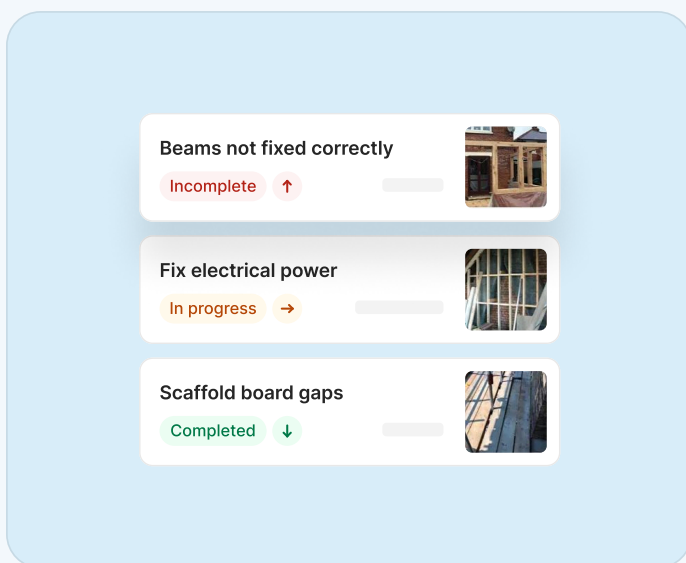 Beams not fixed correctly
Incomplete ↑
Fix electrical power
In progress →
Scaffold board gaps
Completed ↓